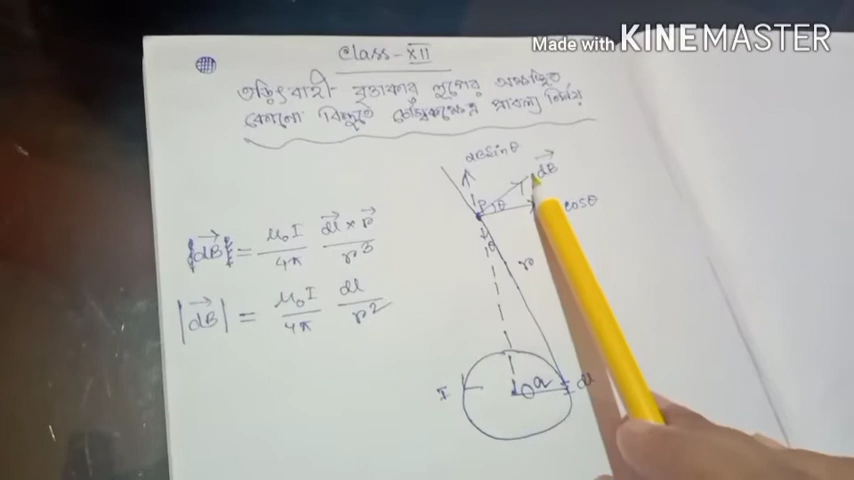 Made with KINEMASTER
Class - XII
তড়িৎবাহী বৃত্তাকার লুপের অক্ষস্থিত
কোনো বিন্দুতে চৌম্বকক্ষেত্র প্রাবল্য নির্ণয়
dB sinθ
dB
P θ
cosθ
{dB} = μ₀I/4π dl × r/r³
θ
r
|dB| = μ₀I/4π dl/r²
I
O a dl